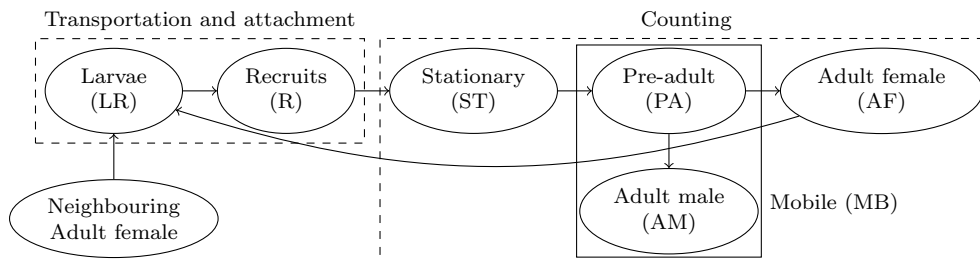 Transportation and attachment
Counting
Larvae
(LR)
Recruits
(R)
Stationary
(ST)
Pre-adult
(PA)
Adult female
(AF)
Neighbouring
Adult female
Adult male
(AM)
Mobile (MB)